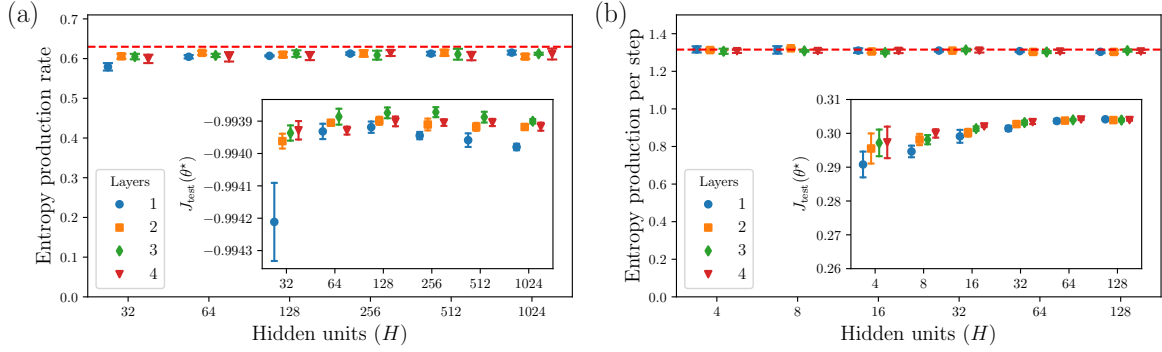 (a)
Entropy production rate
0.7
0.6
0.5
0.4
0.3
0.2
0.1
0.0
Layers
1
2
3
4
J_test(θ*)
−0.9939
−0.99400
−0.99401
−0.99402
−0.99403
32 64 128 256 512 1024
32 64 128 256 512 1024
Hidden units (H)
(b)
Entropy production per step
1.4
1.2
1.0
0.8
0.6
0.4
0.2
0.0
Layers
1
2
3
4
J_test(θ*)
0.31
0.30
0.29
0.28
0.27
0.26
4 8 16 32 64 128
4 8 16 32 64 128
Hidden units (H)